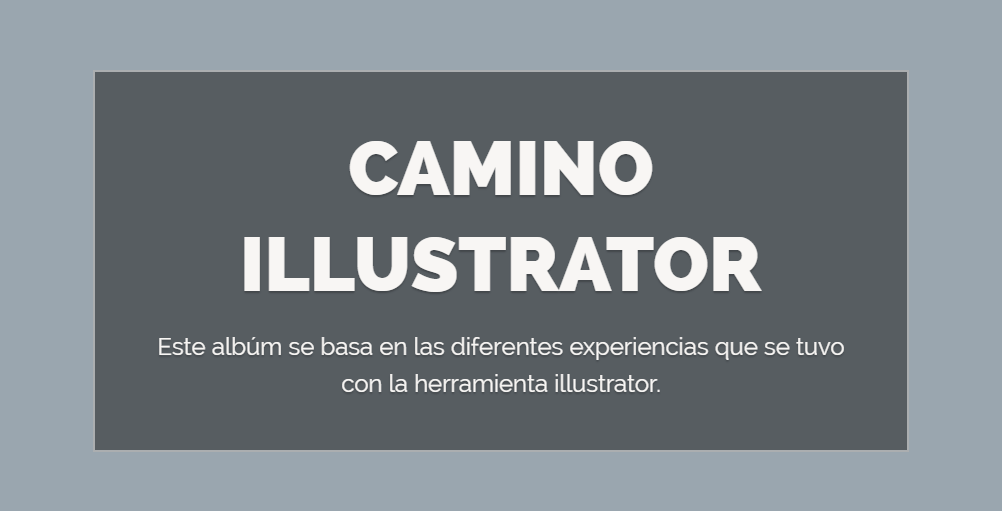 CAMINO
ILLUSTRATOR
Este albúm se basa en las diferentes experiencias que se tuvo
con la herramienta illustrator.